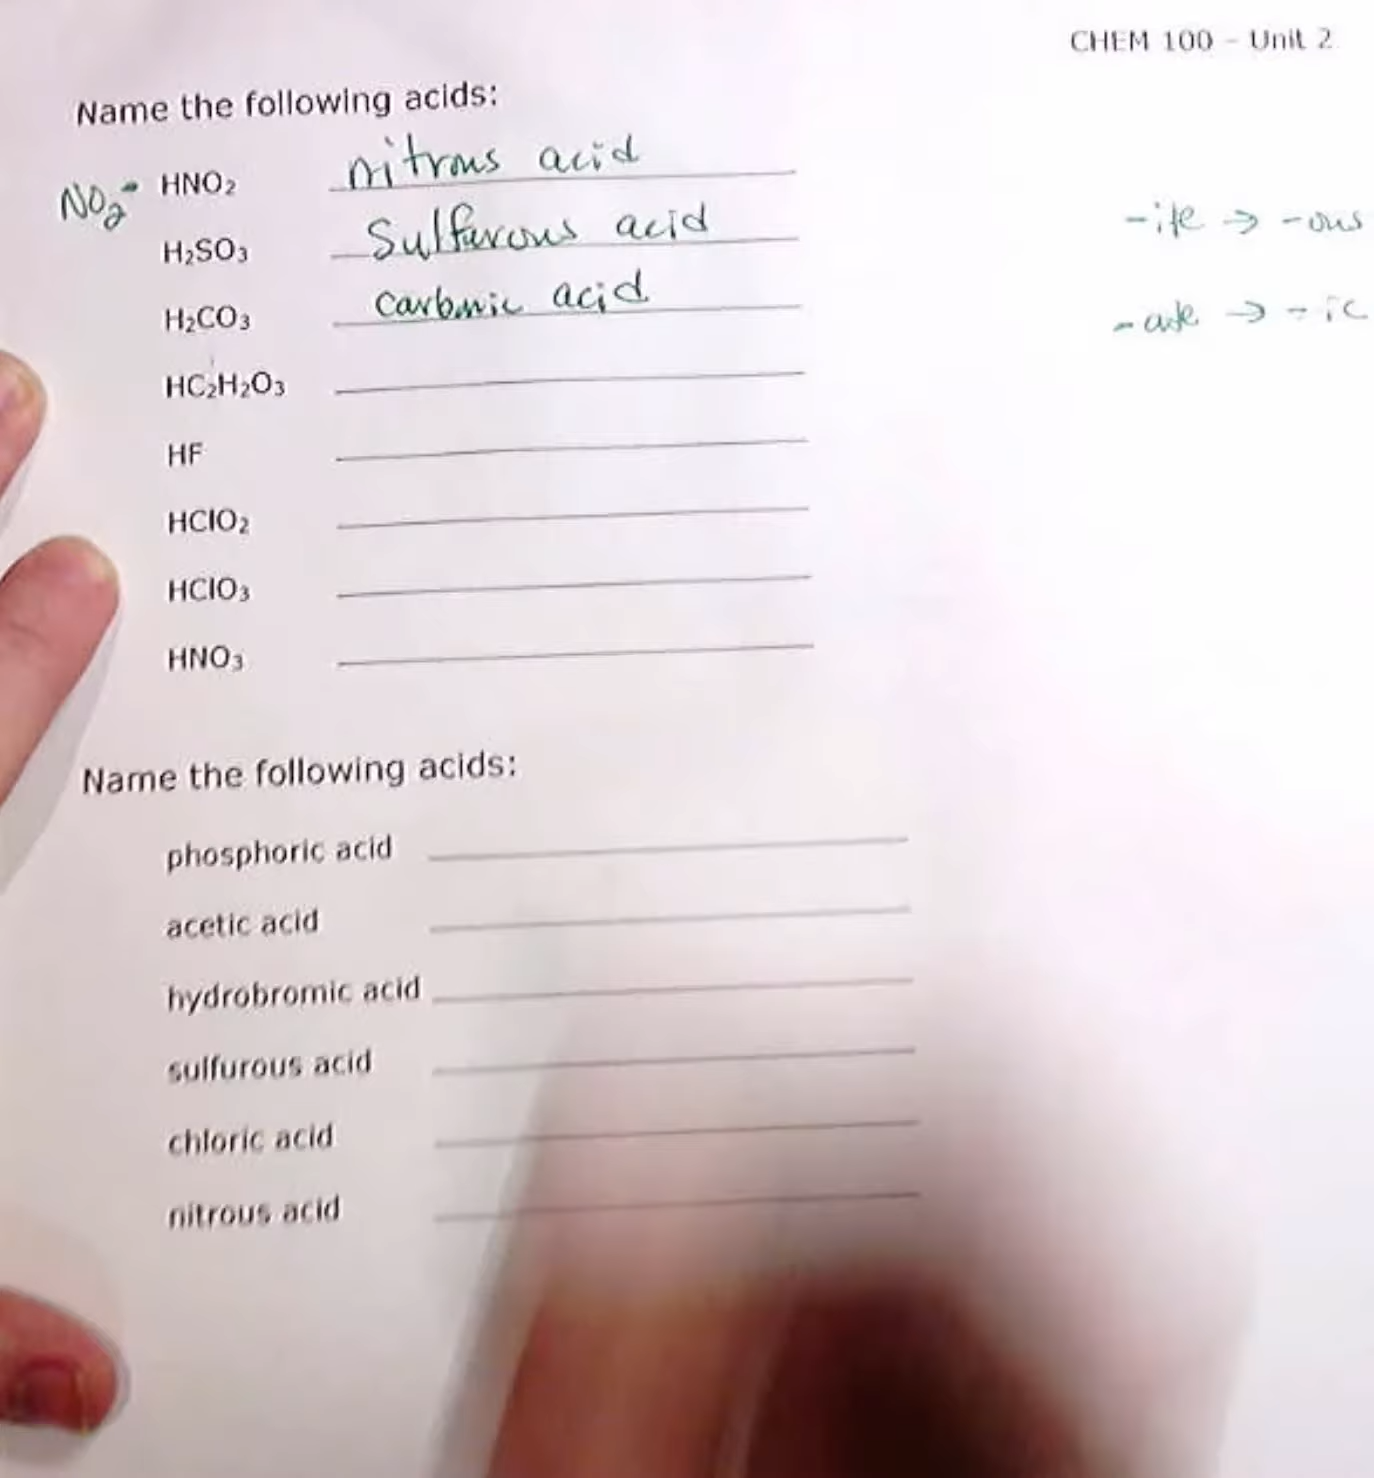 CHEM 100 - Unit 2
Name the following acids:
NO₂⁻ HNO₂ nitrous acid
H₂SO₃ Sulfurous acid
-ite → -ous
H₂CO₃ carbonic acid
-ate → -ic
HC₂H₂O₃
HF
HClO₂
HClO₃
HNO₃
Name the following acids:
phosphoric acid
acetic acid
hydrobromic acid
sulfurous acid
chloric acid
nitrous acid